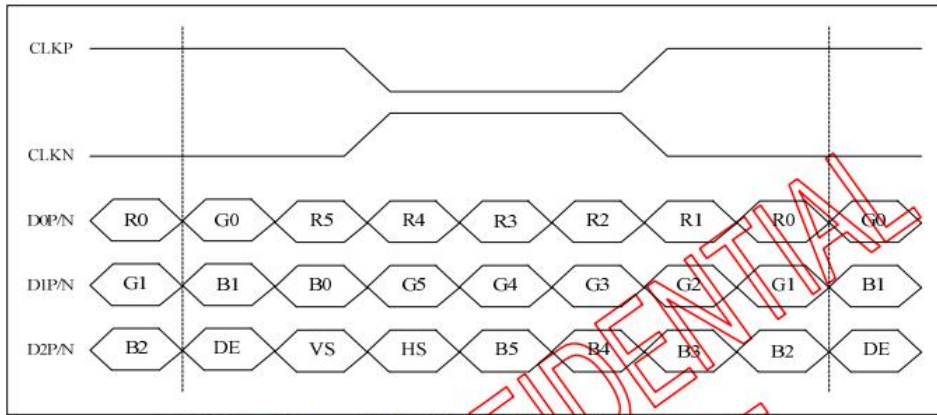 CLKP
CLKN
D0P/N R0 G0 R5 R4 R3 R2 R1 R0 G0
D1P/N G1 B1 B0 G5 G4 G3 G2 G1 B1
D2P/N B2 DE VS HS B5 B4 B3 B2 DE